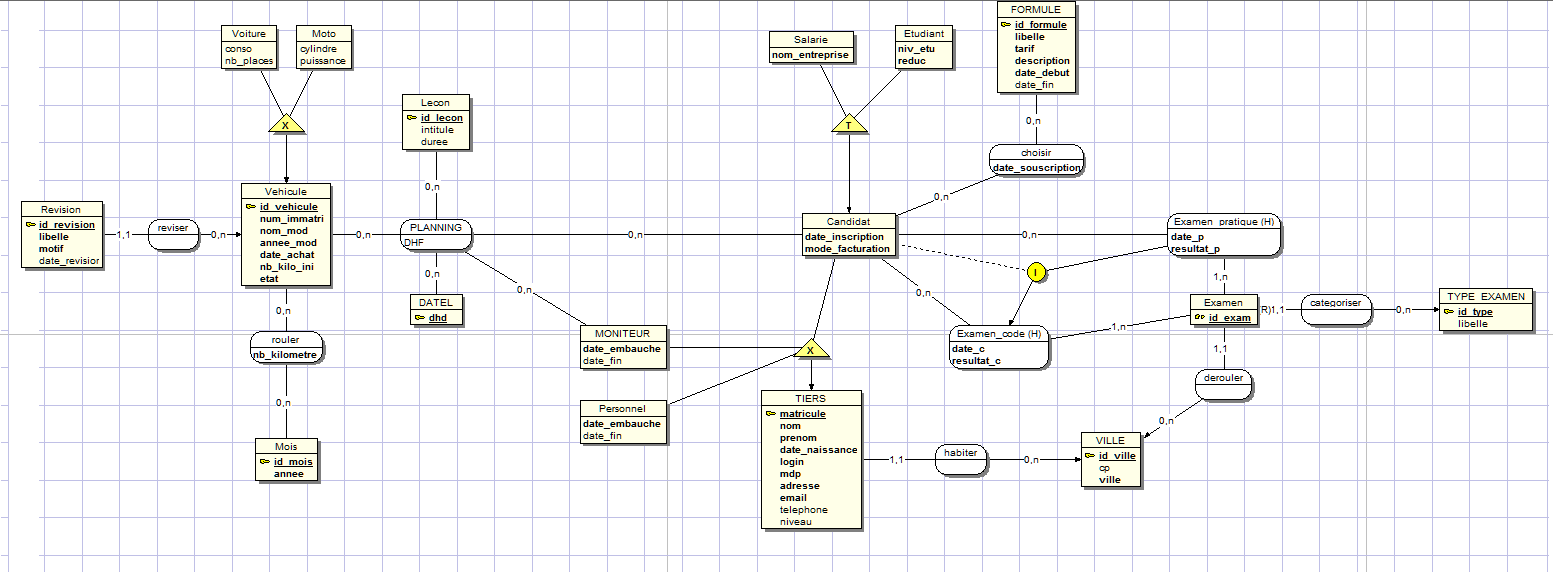 FORMULE
id_formule
libelle
tarif
description
date_debut
date_fin
Voiture
conso
nb_places
Moto
cylindre
puissance
Salarie
nom_entreprise
Etudiant
niv_etu
reduc
Lecon
id_lecon
intitule
duree
X
T
0,n
choisir
date_souscription
0,n
0,n
Vehicule
id_vehicule
num_immatri
nom_mod
annee_mod
date_achat
nb_kilo_ini
etat
Revision
id_revision
libelle
motif
date_revision
1,1
reviser
0,n
0,n
PLANNING
DHF
0,n
Candidat
date_inscription
mode_facturation
0,n
Examen_pratique (H)
date_p
resultat_p
I
0,n
0,n
0,n
1,n
DATEL
dhd
0,n
Examen
id_exam
(R)1,1
categoriser
0,n
TYPE_EXAMEN
id_type
libelle
rouler
nb_kilometre
MONITEUR
date_embauche
date_fin
X
Examen_code (H)
date_c
resultat_c
1,n
1,1
derouler
0,n
0,n
Personnel
date_embauche
date_fin
TIERS
matricule
nom
prenom
date_naissance
login
mdp
adresse
email
telephone
niveau
1,1
habiter
0,n
VILLE
id_ville
cp
ville
Mois
id_mois
annee